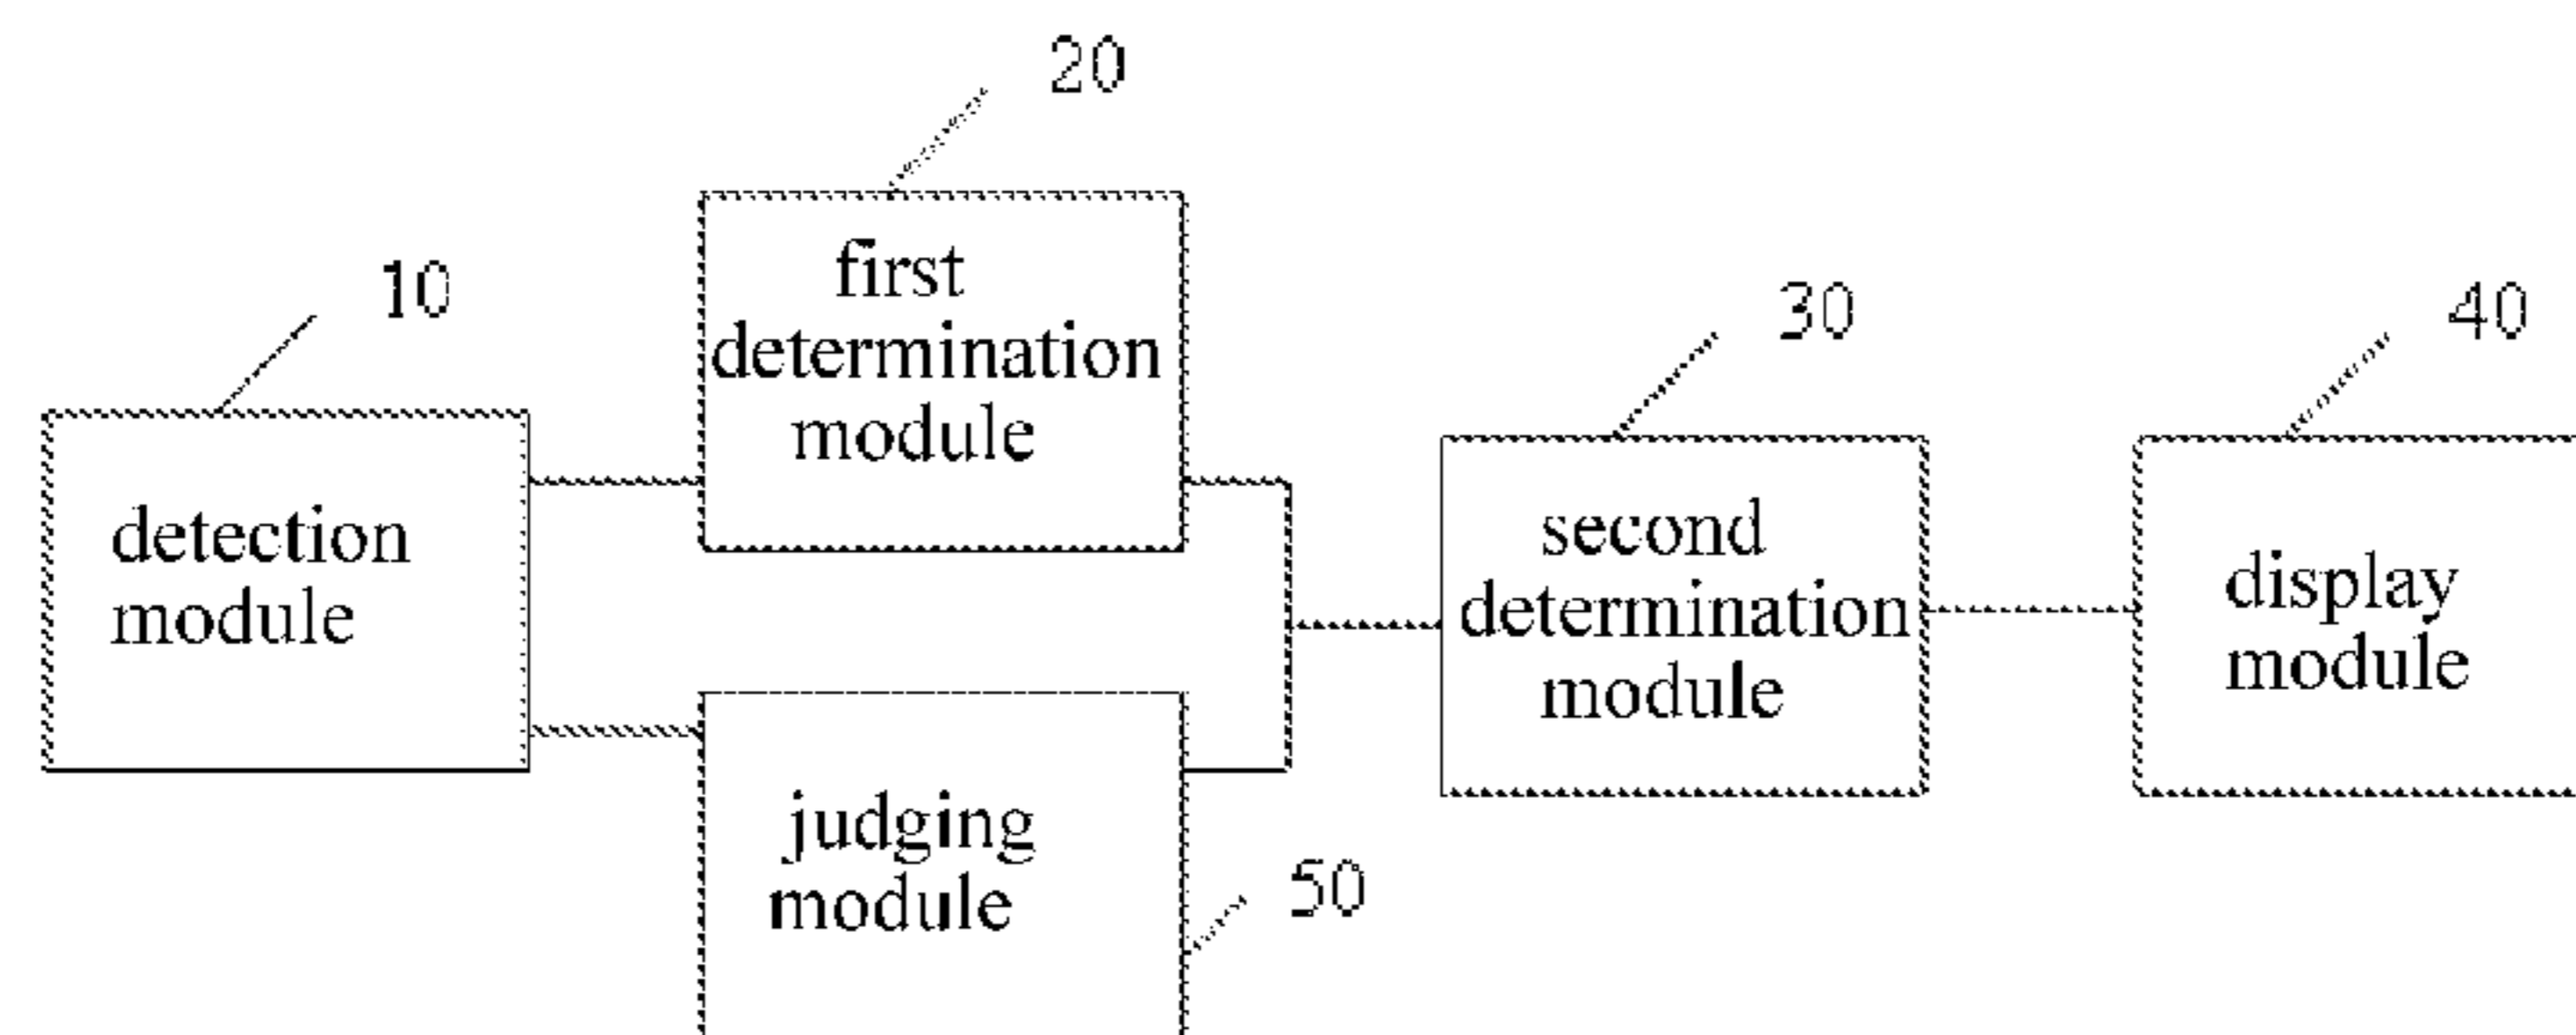 20
first
determination
module
10
detection
module
30
second
determination
module
40
display
module
judging
module
50